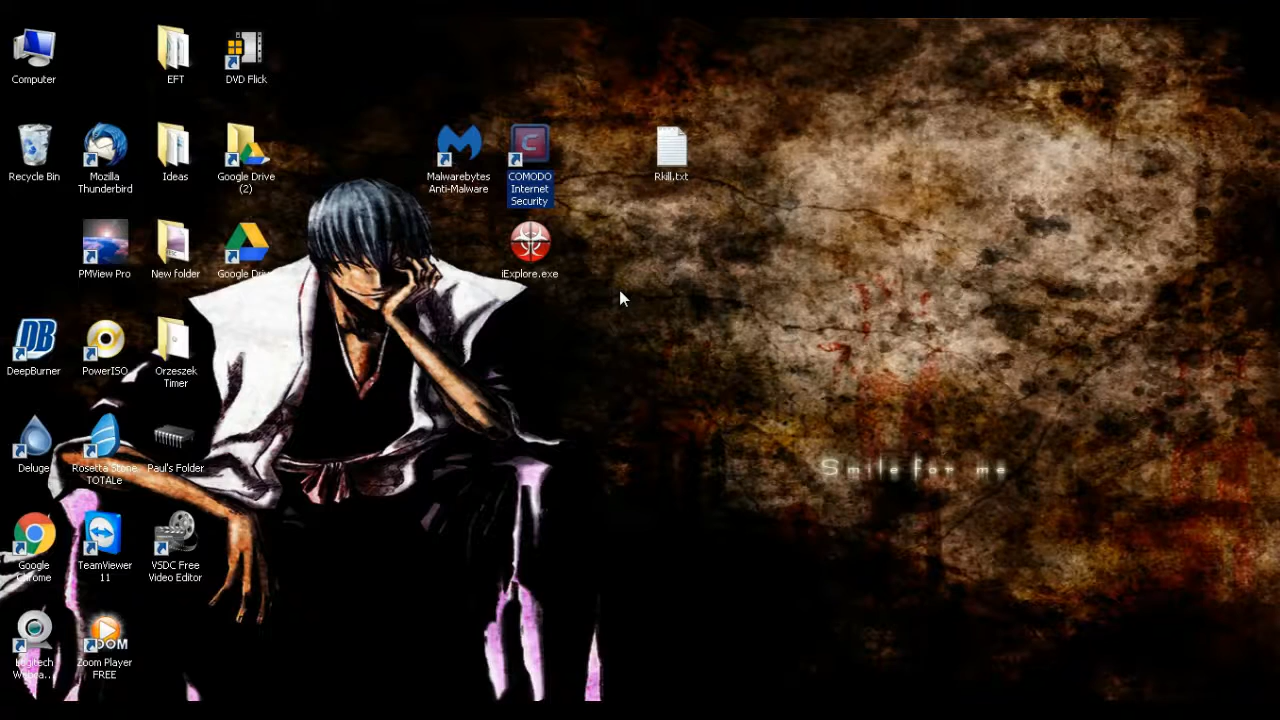 Computer
EFT
DVD Flick
Recycle Bin
Mozilla
Thunderbird
Ideas
Google Drive
(2)
Malwarebytes
Anti-Malware
COMODO
Internet
Security
Rkill.txt
PMView Pro
New folder
Google Drive
iExplore.exe
DeepBurner
PowerISO
Orzeszek
Timer
Deluge
Rosetta Stone
TOTALe
Paul's Folder
Smile for me
Google
Chrome
TeamViewer
11
VSDC Free
Video Editor
Logitech
Webca...
Zoom Player
FREE